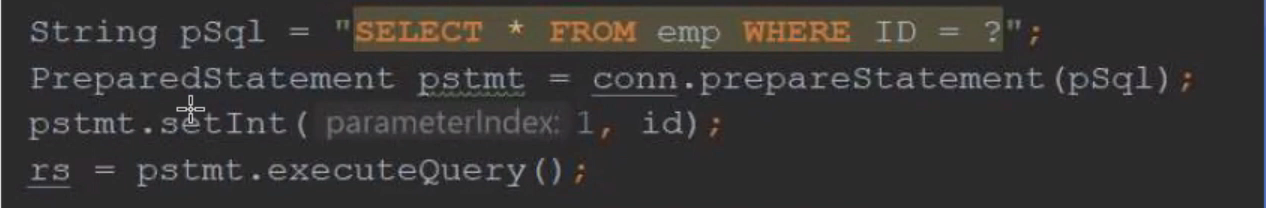 String pSql = "SELECT * FROM emp WHERE ID = ?";
PreparedStatement pstmt = conn.prepareStatement(pSql);
pstmt.setInt( parameterIndex: 1, id);
rs = pstmt.executeQuery();